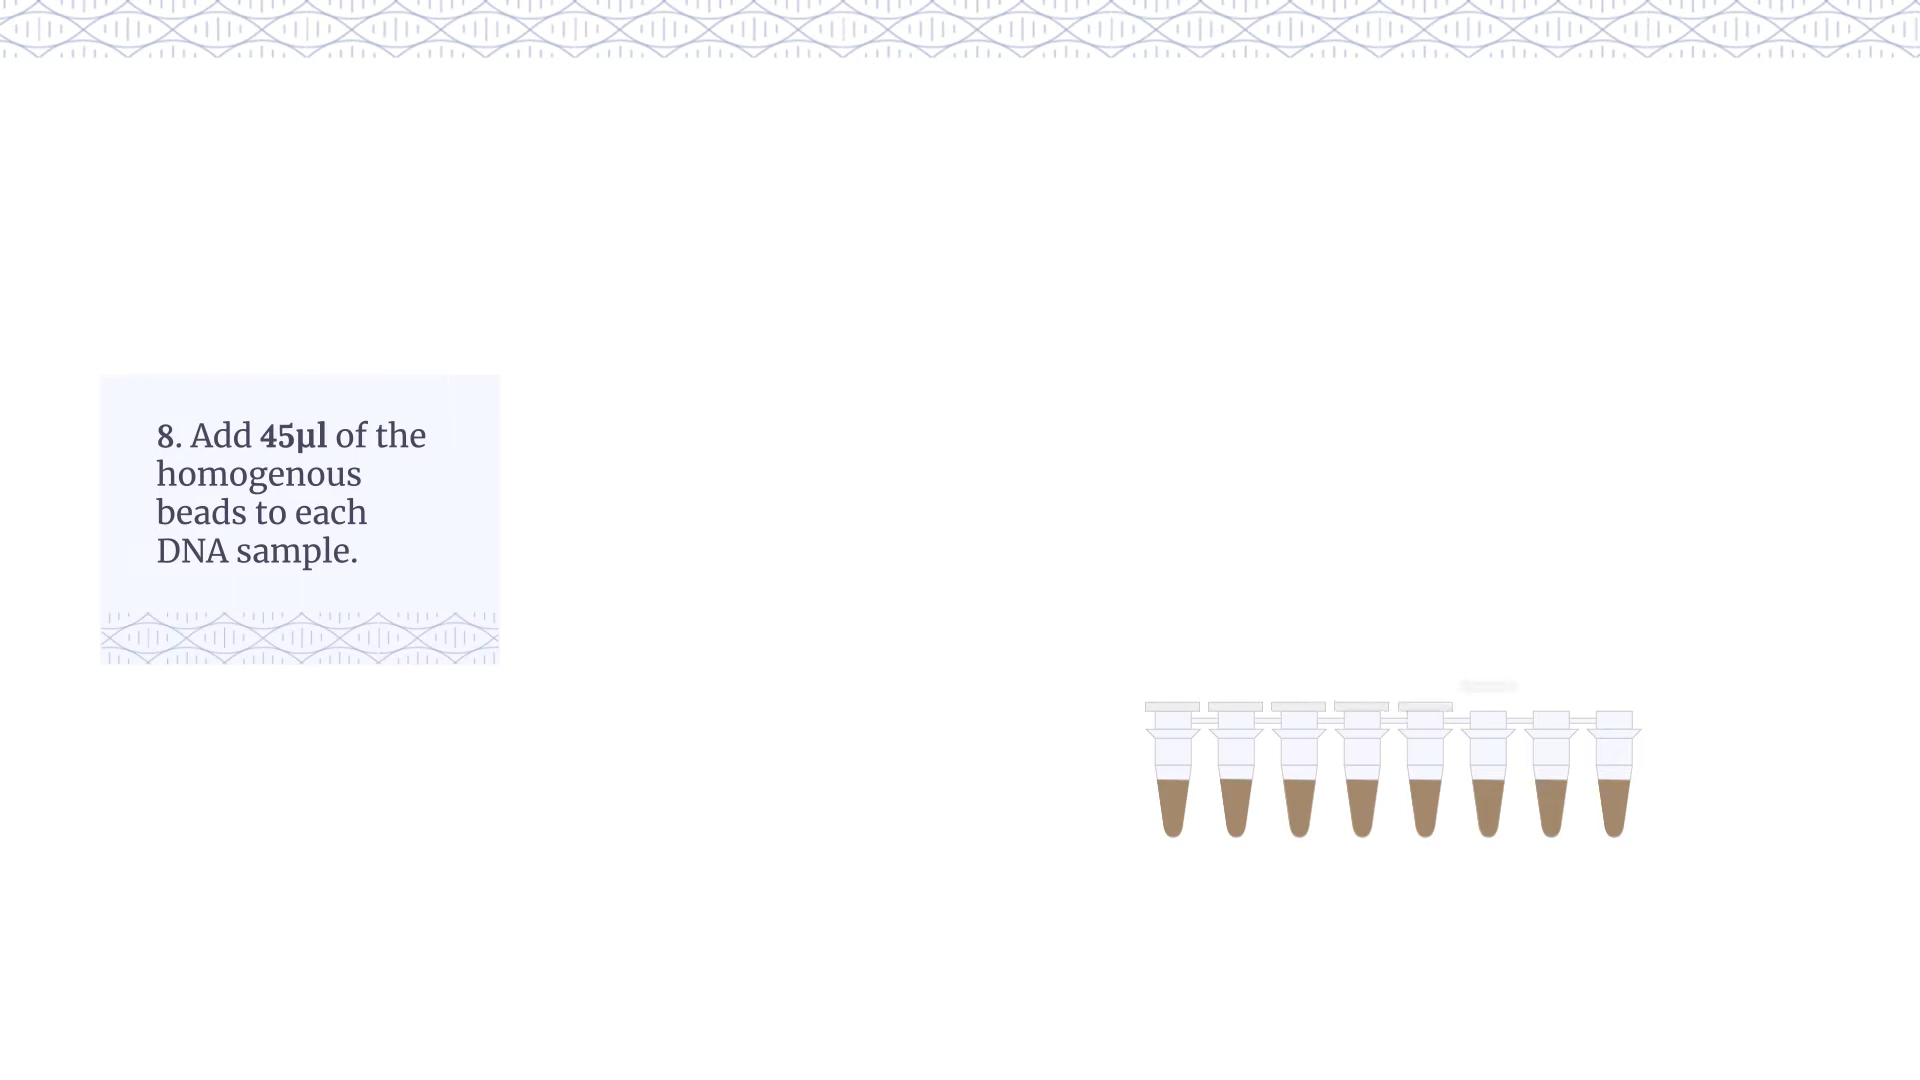 8. Add 45µl of the
homogenous
beads to each
DNA sample.